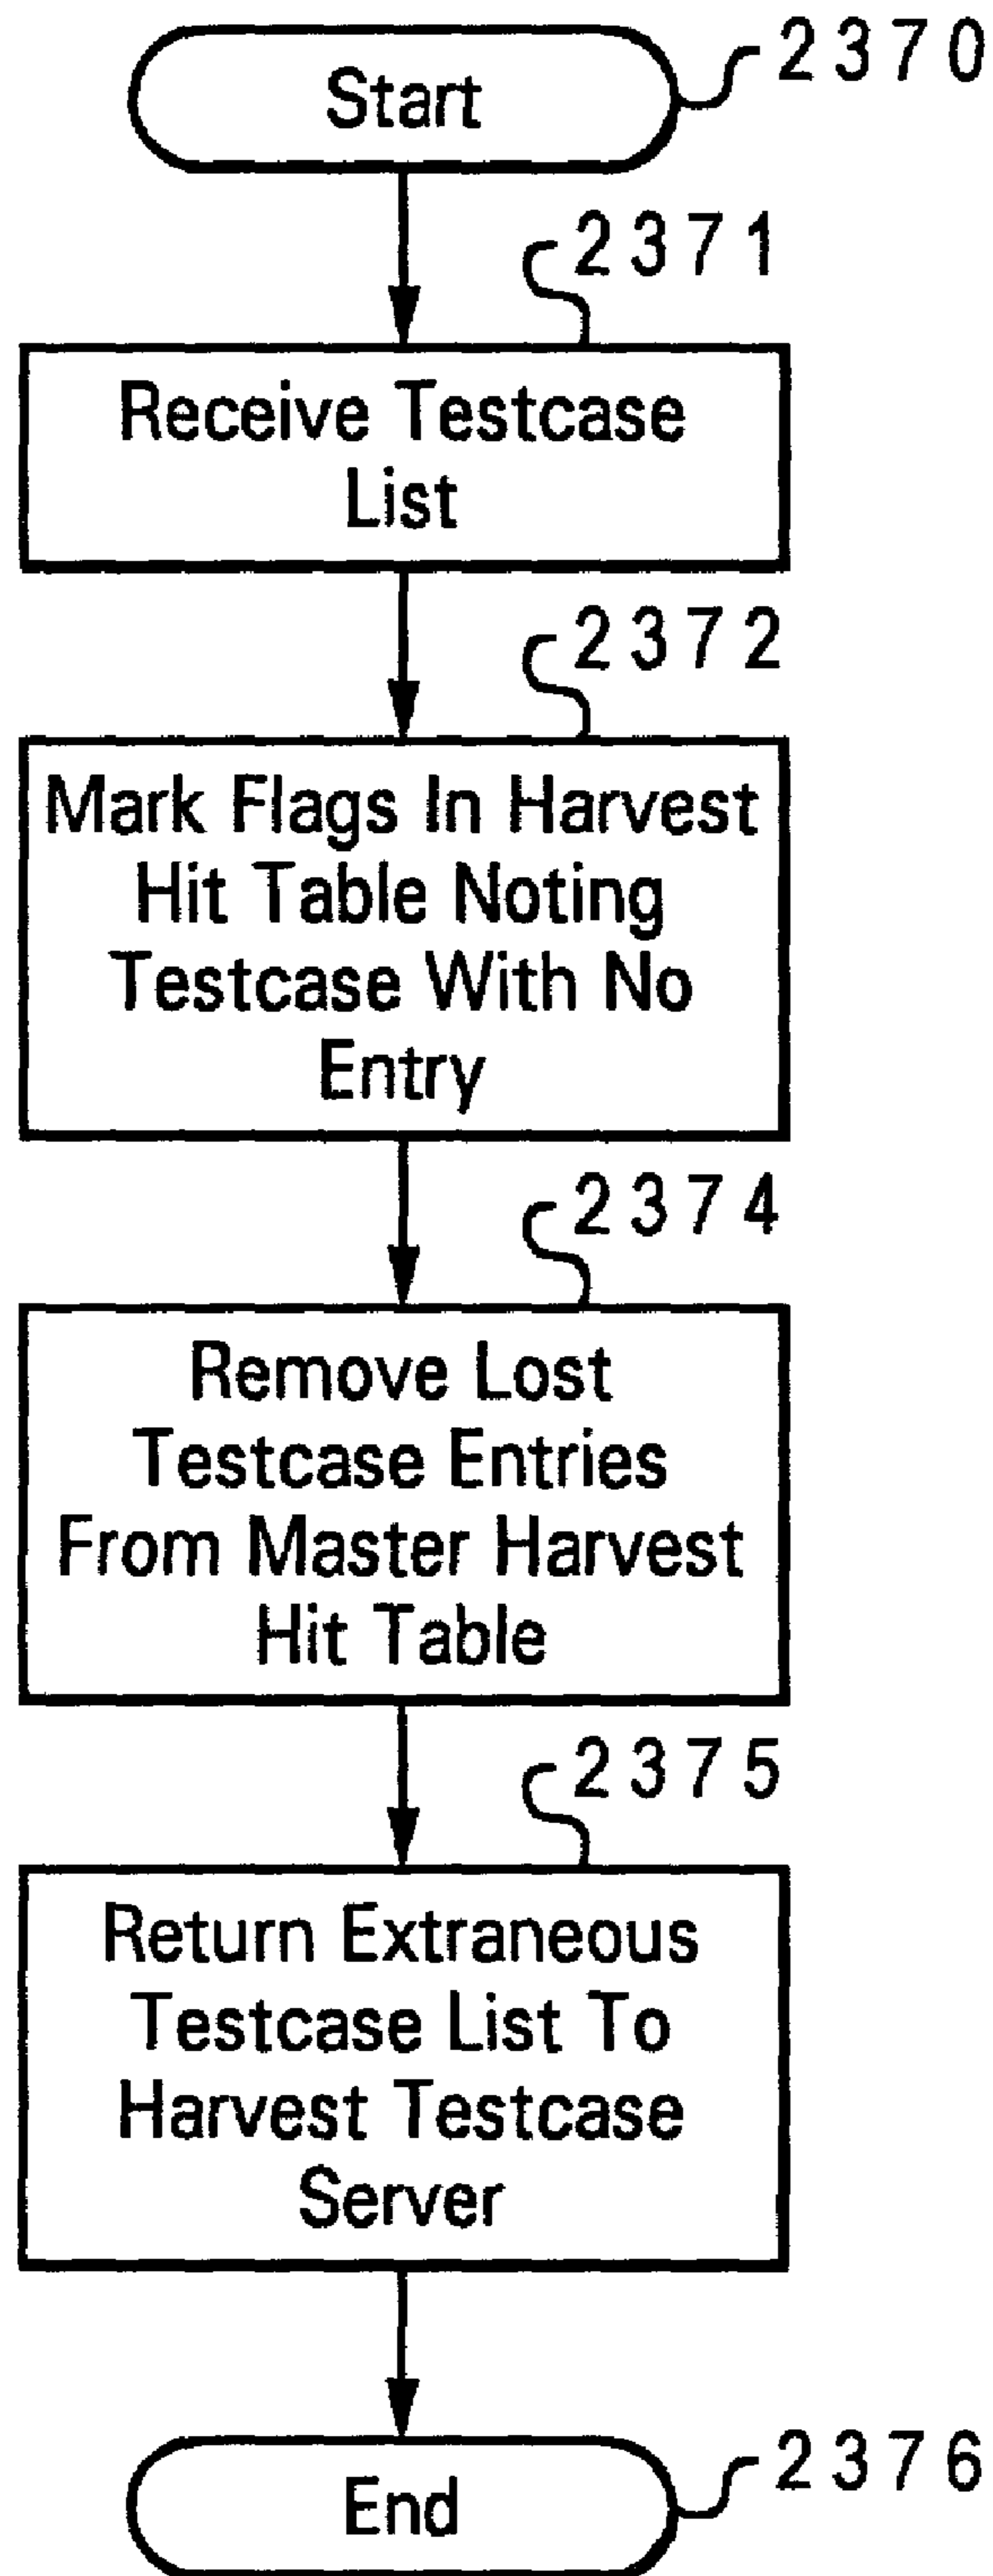 Start
2370
2371
Receive Testcase
List
2372
Mark Flags In Harvest
Hit Table Noting
Testcase With No
Entry
2374
Remove Lost
Testcase Entries
From Master Harvest
Hit Table
2375
Return Extraneous
Testcase List To
Harvest Testcase
Server
End
2376